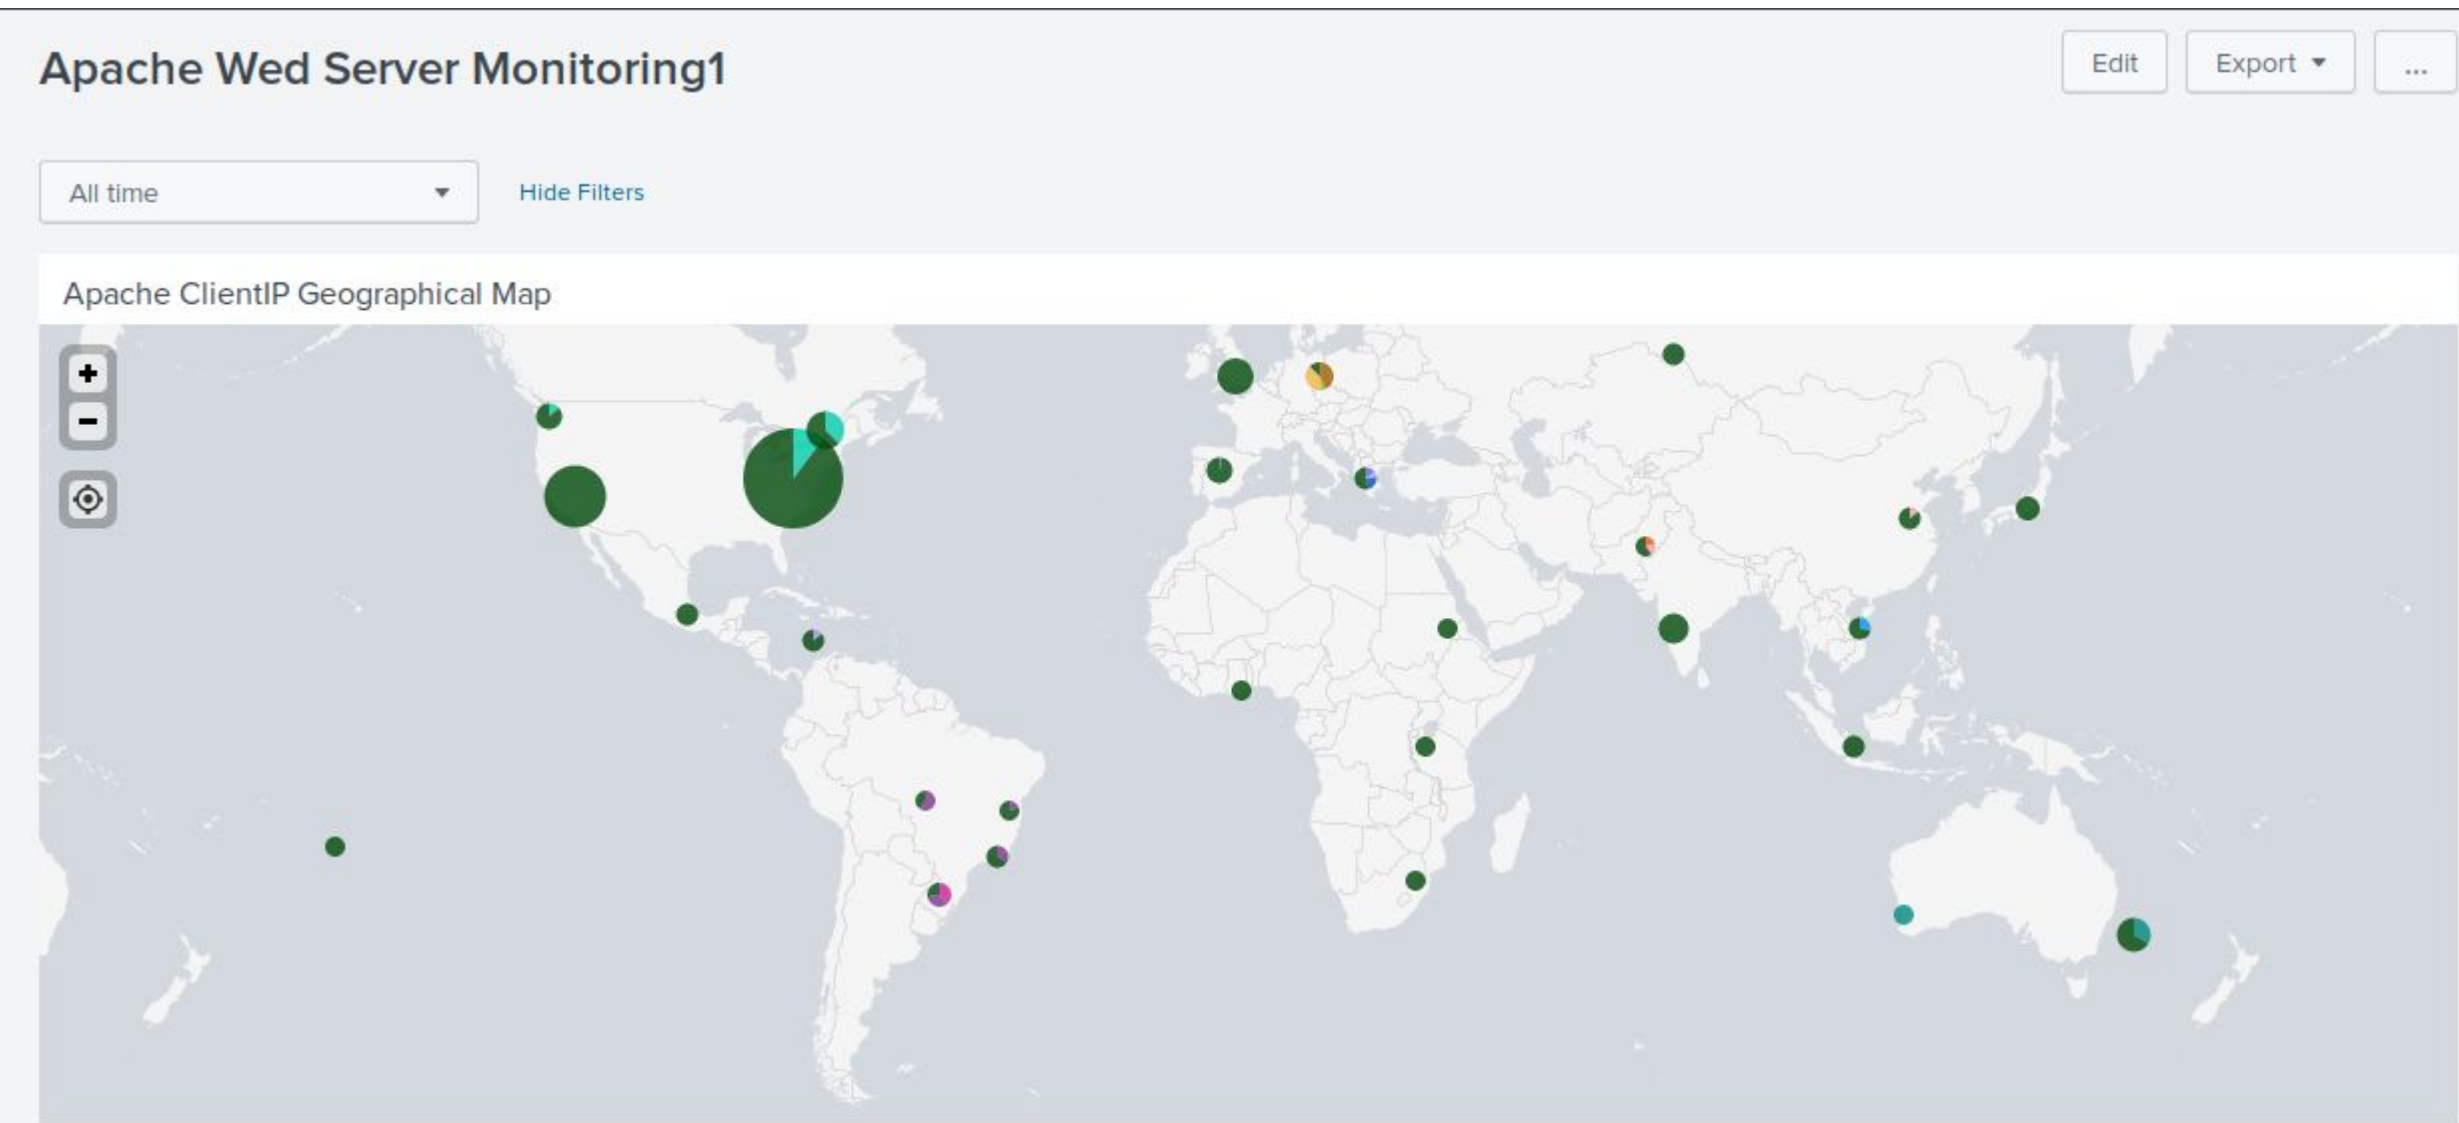 Apache Wed Server Monitoring1
Edit
Export
...
All time
Hide Filters
Apache ClientIP Geographical Map
+
-